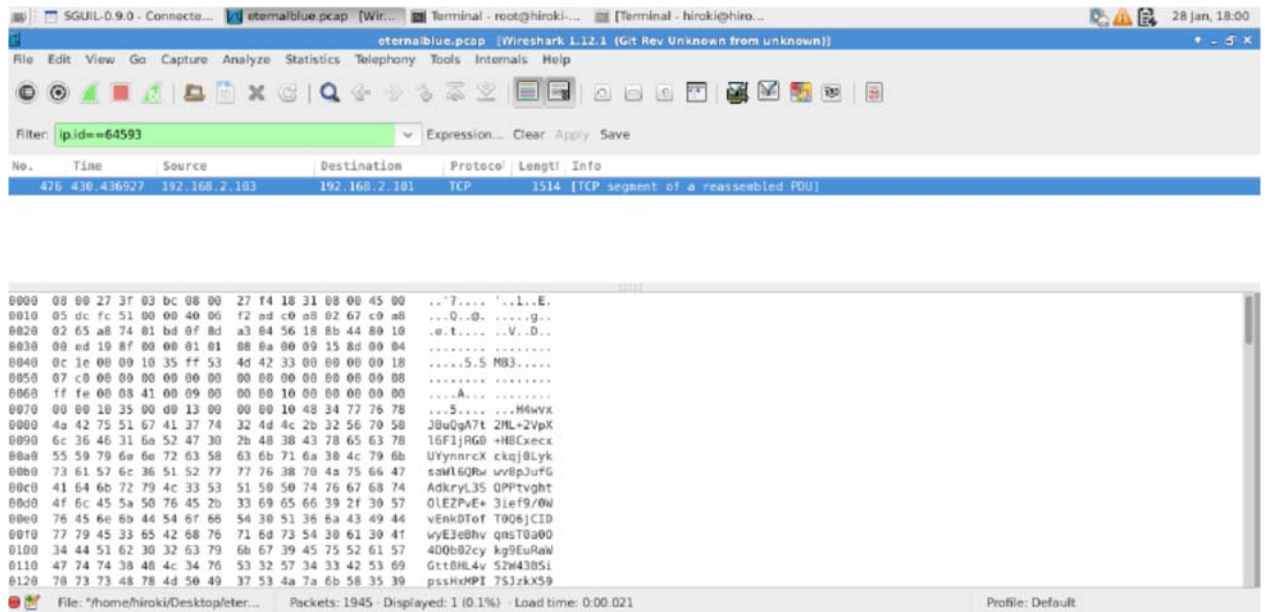 SGUIL-0.9.0 - Connecte... eternalblue.pcap [Wir... Terminal - root@hiroki-... [Terminal - hiroki@hiro... 28 Jan, 18:00
eternalblue.pcap [Wireshark 1.12.1 (Git Rev Unknown from unknown)]
File Edit View Go Capture Analyze Statistics Telephony Tools Internals Help
Filter: ip.id==64593 Expression... Clear Apply Save
No. Time Source Destination Protocol Lengtl Info
476 430.436927 192.168.2.103 192.168.2.101 TCP 1514 [TCP segment of a reassembled PDU]
0000 08 00 27 3f 03 bc 08 00 27 f4 18 31 08 00 45 00 ..'?.... '..1..E.
0010 05 dc fc 51 00 00 40 06 f2 ad c0 a8 02 67 c0 a8 ...Q..@. .....g..
0020 02 65 a8 74 01 bd 0f 8d a3 04 56 18 8b 44 80 10 .e.t.... ..V..D..
0030 00 ed 19 8f 00 00 01 01 08 0a 00 09 15 8d 00 04 ........ ........
0040 0c 1e 00 00 10 35 ff 53 4d 42 33 00 00 00 00 18 .....5.S MB3.....
0050 07 c0 00 00 00 00 00 00 00 00 00 00 00 00 00 08 ........ ........
0060 ff fe 00 08 41 00 09 00 00 00 10 00 00 00 00 00 ....A... ........
0070 00 00 10 35 00 d0 13 00 00 00 10 48 34 77 76 78 ...5.... ...H4wvx
0080 4a 42 75 51 67 41 37 74 32 4d 4c 2b 32 56 70 58 JBuQgA7t 2ML+2VpX
0090 6c 36 46 31 6a 52 47 30 2b 48 38 43 78 65 63 78 l6F1jRG0 +H8Cxecx
00a0 55 59 79 6e 6e 72 63 58 63 6b 71 6a 30 4c 79 6b UYynnrcX ckqj0Lyk
00b0 73 61 57 6c 36 51 52 77 77 76 38 70 4a 75 66 47 saWl6QRw wv8pJufG
00c0 41 64 6b 72 79 4c 33 53 51 50 50 74 76 67 68 74 AdkryL3S QPPtvght
00d0 4f 6c 45 5a 50 76 45 2b 33 69 65 66 39 2f 30 57 OlEZPvE+ 3ief9/0W
00e0 76 45 6e 6b 44 54 6f 66 54 30 51 36 6a 43 49 44 vEnkDTof T0Q6jCID
00f0 77 79 45 33 65 42 68 76 71 6d 73 54 30 61 30 4f wyE3eBhv qmsT0a0O
0100 34 44 51 62 30 32 63 79 6b 67 39 45 75 52 61 57 4DQb02cy kg9EuRaW
0110 47 74 74 38 48 4c 34 76 53 32 57 34 33 42 53 69 Gtt8HL4v S2W43BSi
0120 70 73 73 48 78 4d 50 49 37 53 4a 7a 6b 58 35 39 pssHxMPI 7SJzkX59
File: "/home/hiroki/Desktop/eter... Packets: 1945 · Displayed: 1 (0.1%) · Load time: 0:00.021 Profile: Default